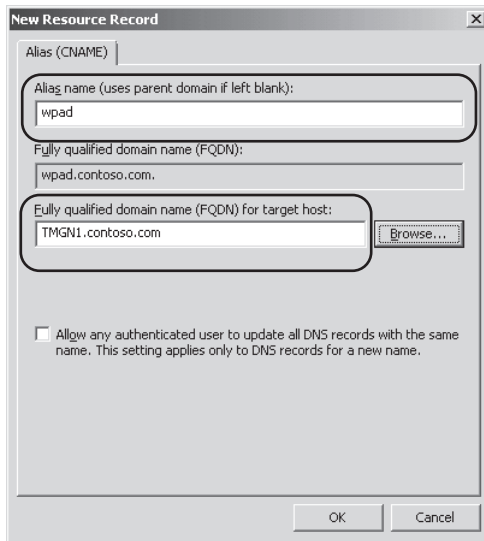 New Resource Record
Alias (CNAME)
Alias name (uses parent domain if left blank):
wpad
Fully qualified domain name (FQDN):
wpad.contoso.com.
Fully qualified domain name (FQDN) for target host:
TMGN1.contoso.com
Browse...
Allow any authenticated user to update all DNS records with the same
name. This setting applies only to DNS records for a new name.
OK
Cancel